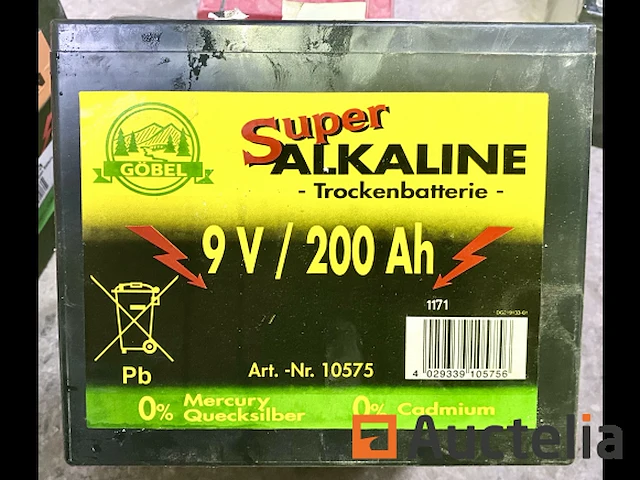 GÖBEL
Super
ALKALINE
- Trockenbatterie -
9 V / 200 Ah
1171
Pb
Art. -Nr. 10575
4 029339 105756
0% Mercury
Quecksilber
0% Cadmium
Auctelia